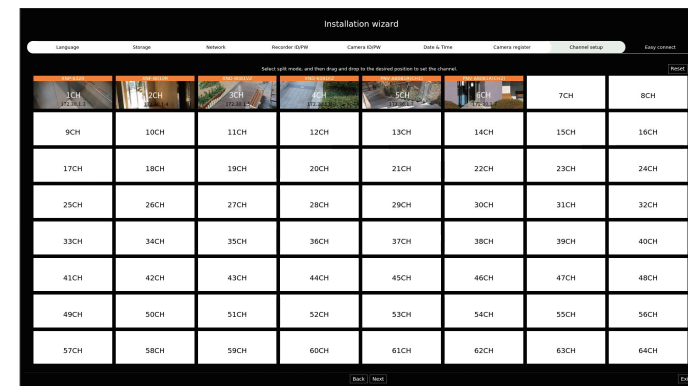 Installation wizard
Language Storage Network Recorder ID/PW Camera ID/PW Date & Time Camera register Channel setup Easy connect
Select split mode, and then drag and drop to the desired position to set the channel. Reset
1CH 2CH 3CH 4CH 5CH 6CH 7CH 8CH
9CH 10CH 11CH 12CH 13CH 14CH 15CH 16CH
17CH 18CH 19CH 20CH 21CH 22CH 23CH 24CH
25CH 26CH 27CH 28CH 29CH 30CH 31CH 32CH
33CH 34CH 35CH 36CH 37CH 38CH 39CH 40CH
41CH 42CH 43CH 44CH 45CH 46CH 47CH 48CH
49CH 50CH 51CH 52CH 53CH 54CH 55CH 56CH
57CH 58CH 59CH 60CH 61CH 62CH 63CH 64CH
Back Next